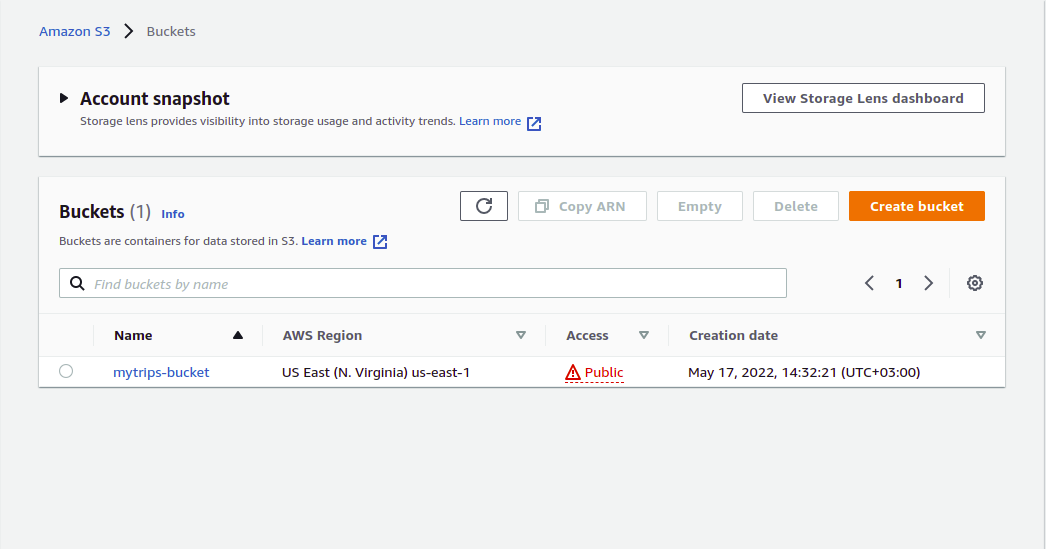 Amazon S3 Buckets
Account snapshot
View Storage Lens dashboard
Storage lens provides visibility into storage usage and activity trends. Learn more
Buckets (1) Info
Copy ARN Empty Delete Create bucket
Buckets are containers for data stored in S3. Learn more
Find buckets by name
1
Name AWS Region Access Creation date
mytrips-bucket US East (N. Virginia) us-east-1 Public May 17, 2022, 14:32:21 (UTC+03:00)